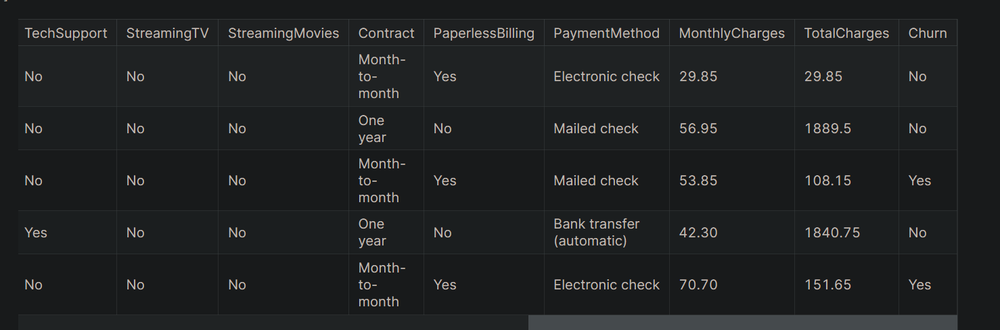 TechSupport StreamingTV StreamingMovies Contract PaperlessBilling PaymentMethod MonthlyCharges TotalCharges Churn
No No No Month-to-month Yes Electronic check 29.85 29.85 No
No No No One year No Mailed check 56.95 1889.5 No
No No No Month-to-month Yes Mailed check 53.85 108.15 Yes
Yes No No One year No Bank transfer (automatic) 42.30 1840.75 No
No No No Month-to-month Yes Electronic check 70.70 151.65 Yes